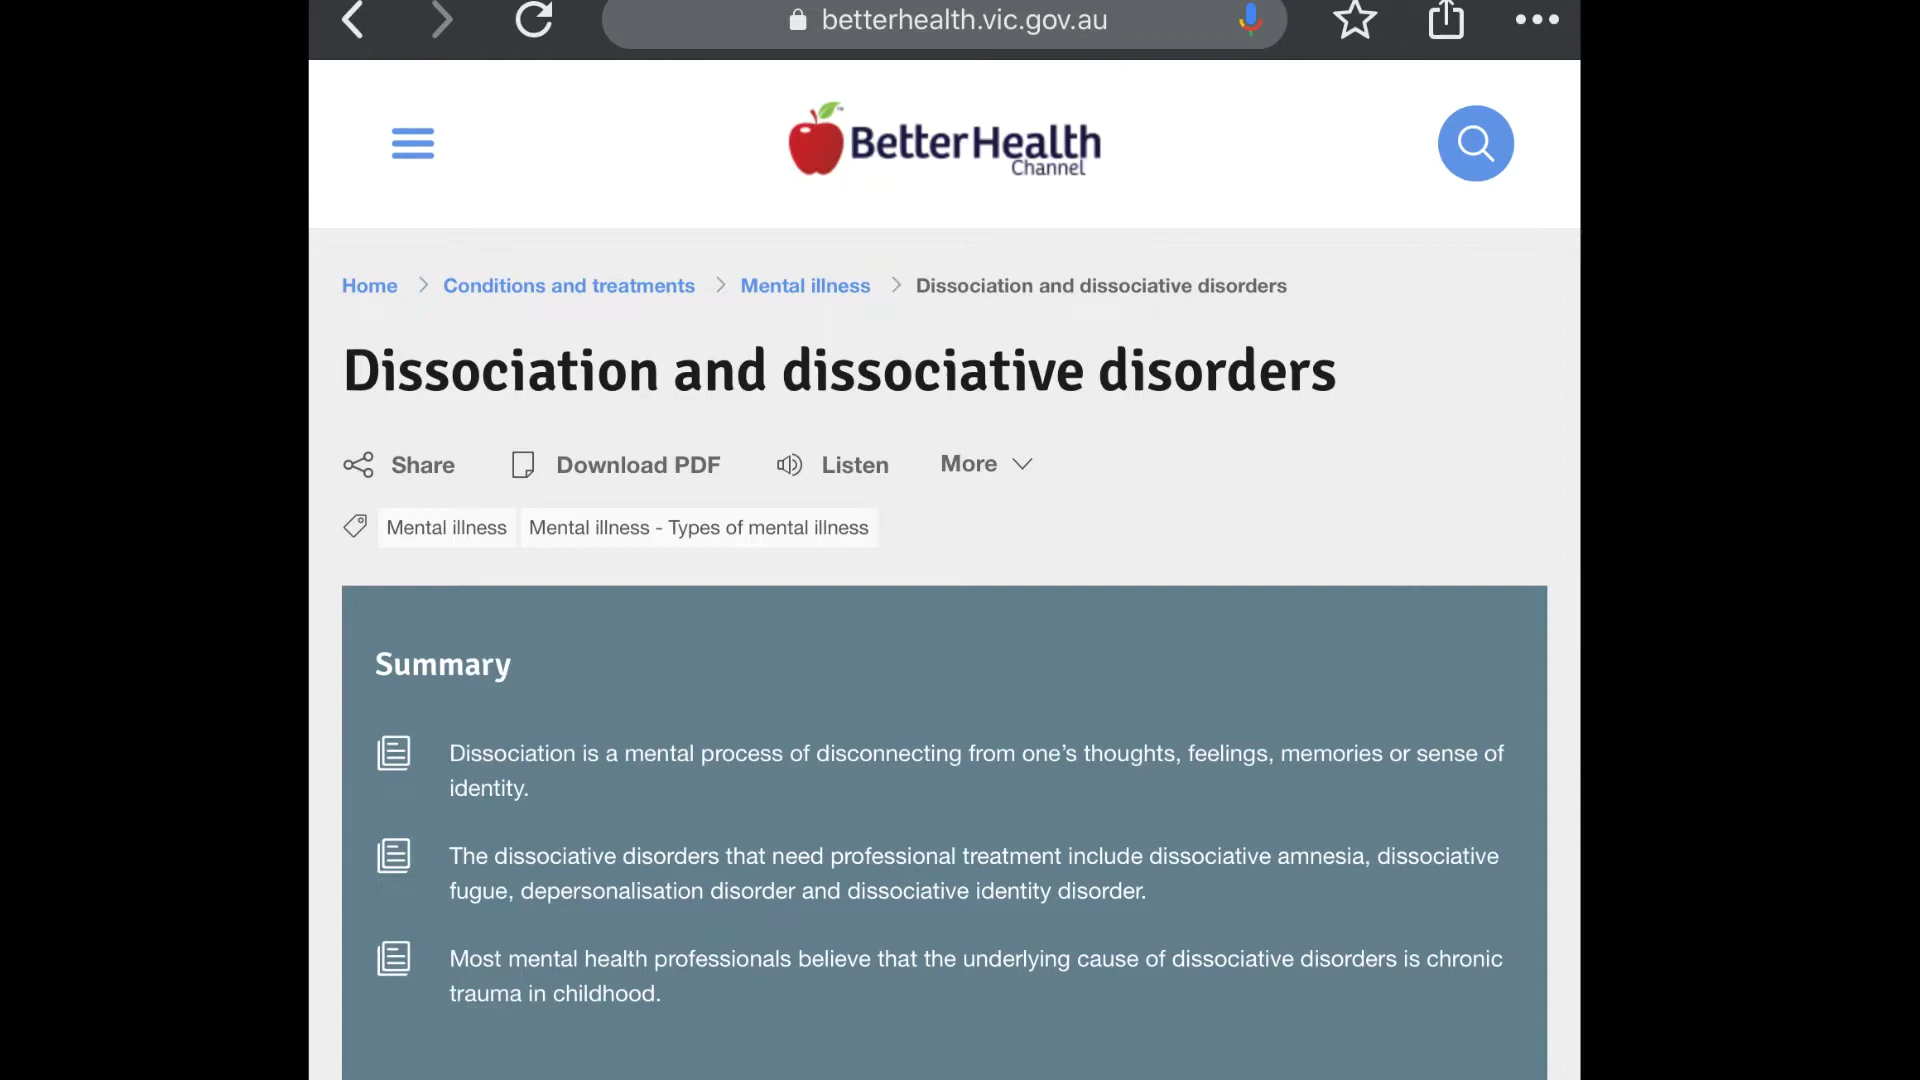 betterhealth.vic.gov.au
BetterHealth
Channel
Home > Conditions and treatments > Mental illness > Dissociation and dissociative disorders
Dissociation and dissociative disorders
Share Download PDF Listen More
Mental illness Mental illness - Types of mental illness
Summary
Dissociation is a mental process of disconnecting from one’s thoughts, feelings, memories or sense of
identity.
The dissociative disorders that need professional treatment include dissociative amnesia, dissociative
fugue, depersonalisation disorder and dissociative identity disorder.
Most mental health professionals believe that the underlying cause of dissociative disorders is chronic
trauma in childhood.